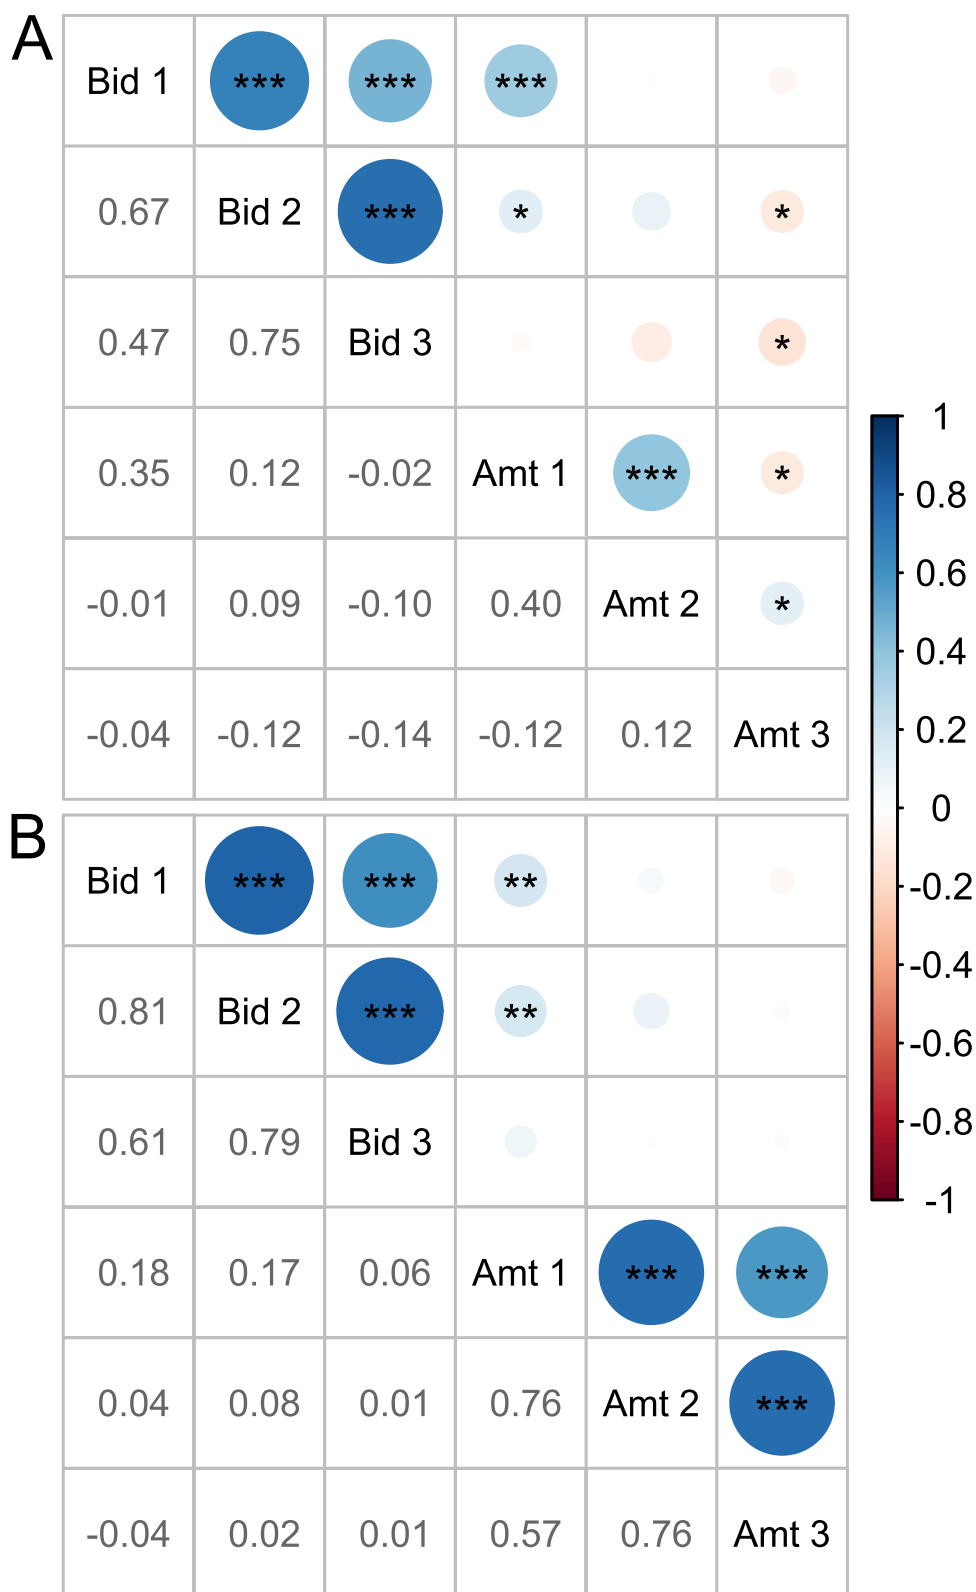 A
Bid 1 *** *** ***
0.67 Bid 2 *** * *
0.47 0.75 Bid 3 *
0.35 0.12 -0.02 Amt 1 *** *
-0.01 0.09 -0.10 0.40 Amt 2 *
-0.04 -0.12 -0.14 -0.12 0.12 Amt 3
B
Bid 1 *** *** **
0.81 Bid 2 *** **
0.61 0.79 Bid 3
0.18 0.17 0.06 Amt 1 *** ***
0.04 0.08 0.01 0.76 Amt 2 ***
-0.04 0.02 0.01 0.57 0.76 Amt 3
1
0.8
0.6
0.4
0.2
0
-0.2
-0.4
-0.6
-0.8
-1